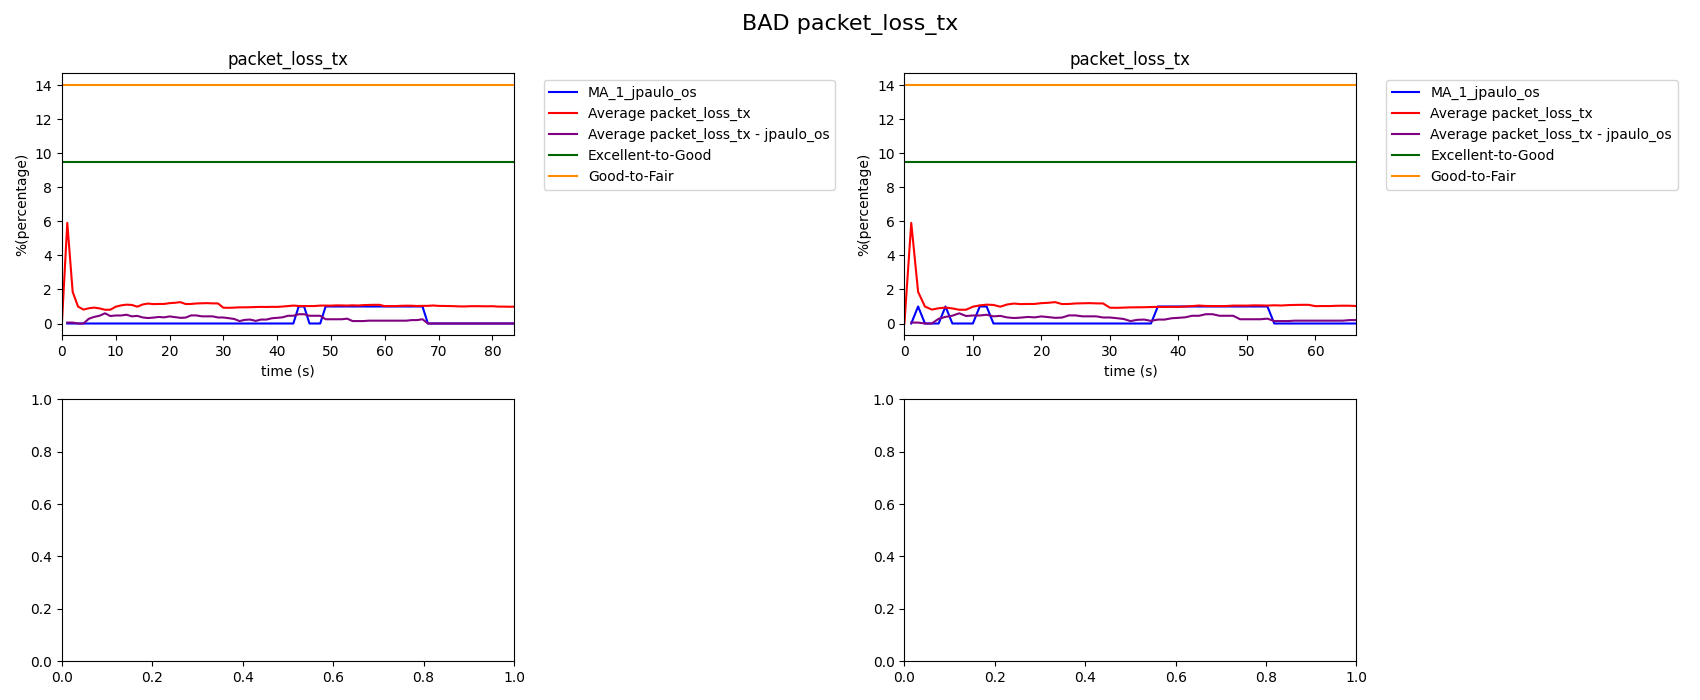 BAD packet_loss_tx
packet_loss_tx
14
12
10
8
6
4
2
0
%(percentage)
0 10 20 30 40 50 60 70 80
time (s)
MA_1_jpaulo_os
Average packet_loss_tx
Average packet_loss_tx - jpaulo_os
Excellent-to-Good
Good-to-Fair
packet_loss_tx
14
12
10
8
6
4
2
0
%(percentage)
0 10 20 30 40 50 60
time (s)
MA_1_jpaulo_os
Average packet_loss_tx
Average packet_loss_tx - jpaulo_os
Excellent-to-Good
Good-to-Fair
1.0
0.8
0.6
0.4
0.2
0.0
0.0 0.2 0.4 0.6 0.8 1.0
1.0
0.8
0.6
0.4
0.2
0.0
0.0 0.2 0.4 0.6 0.8 1.0